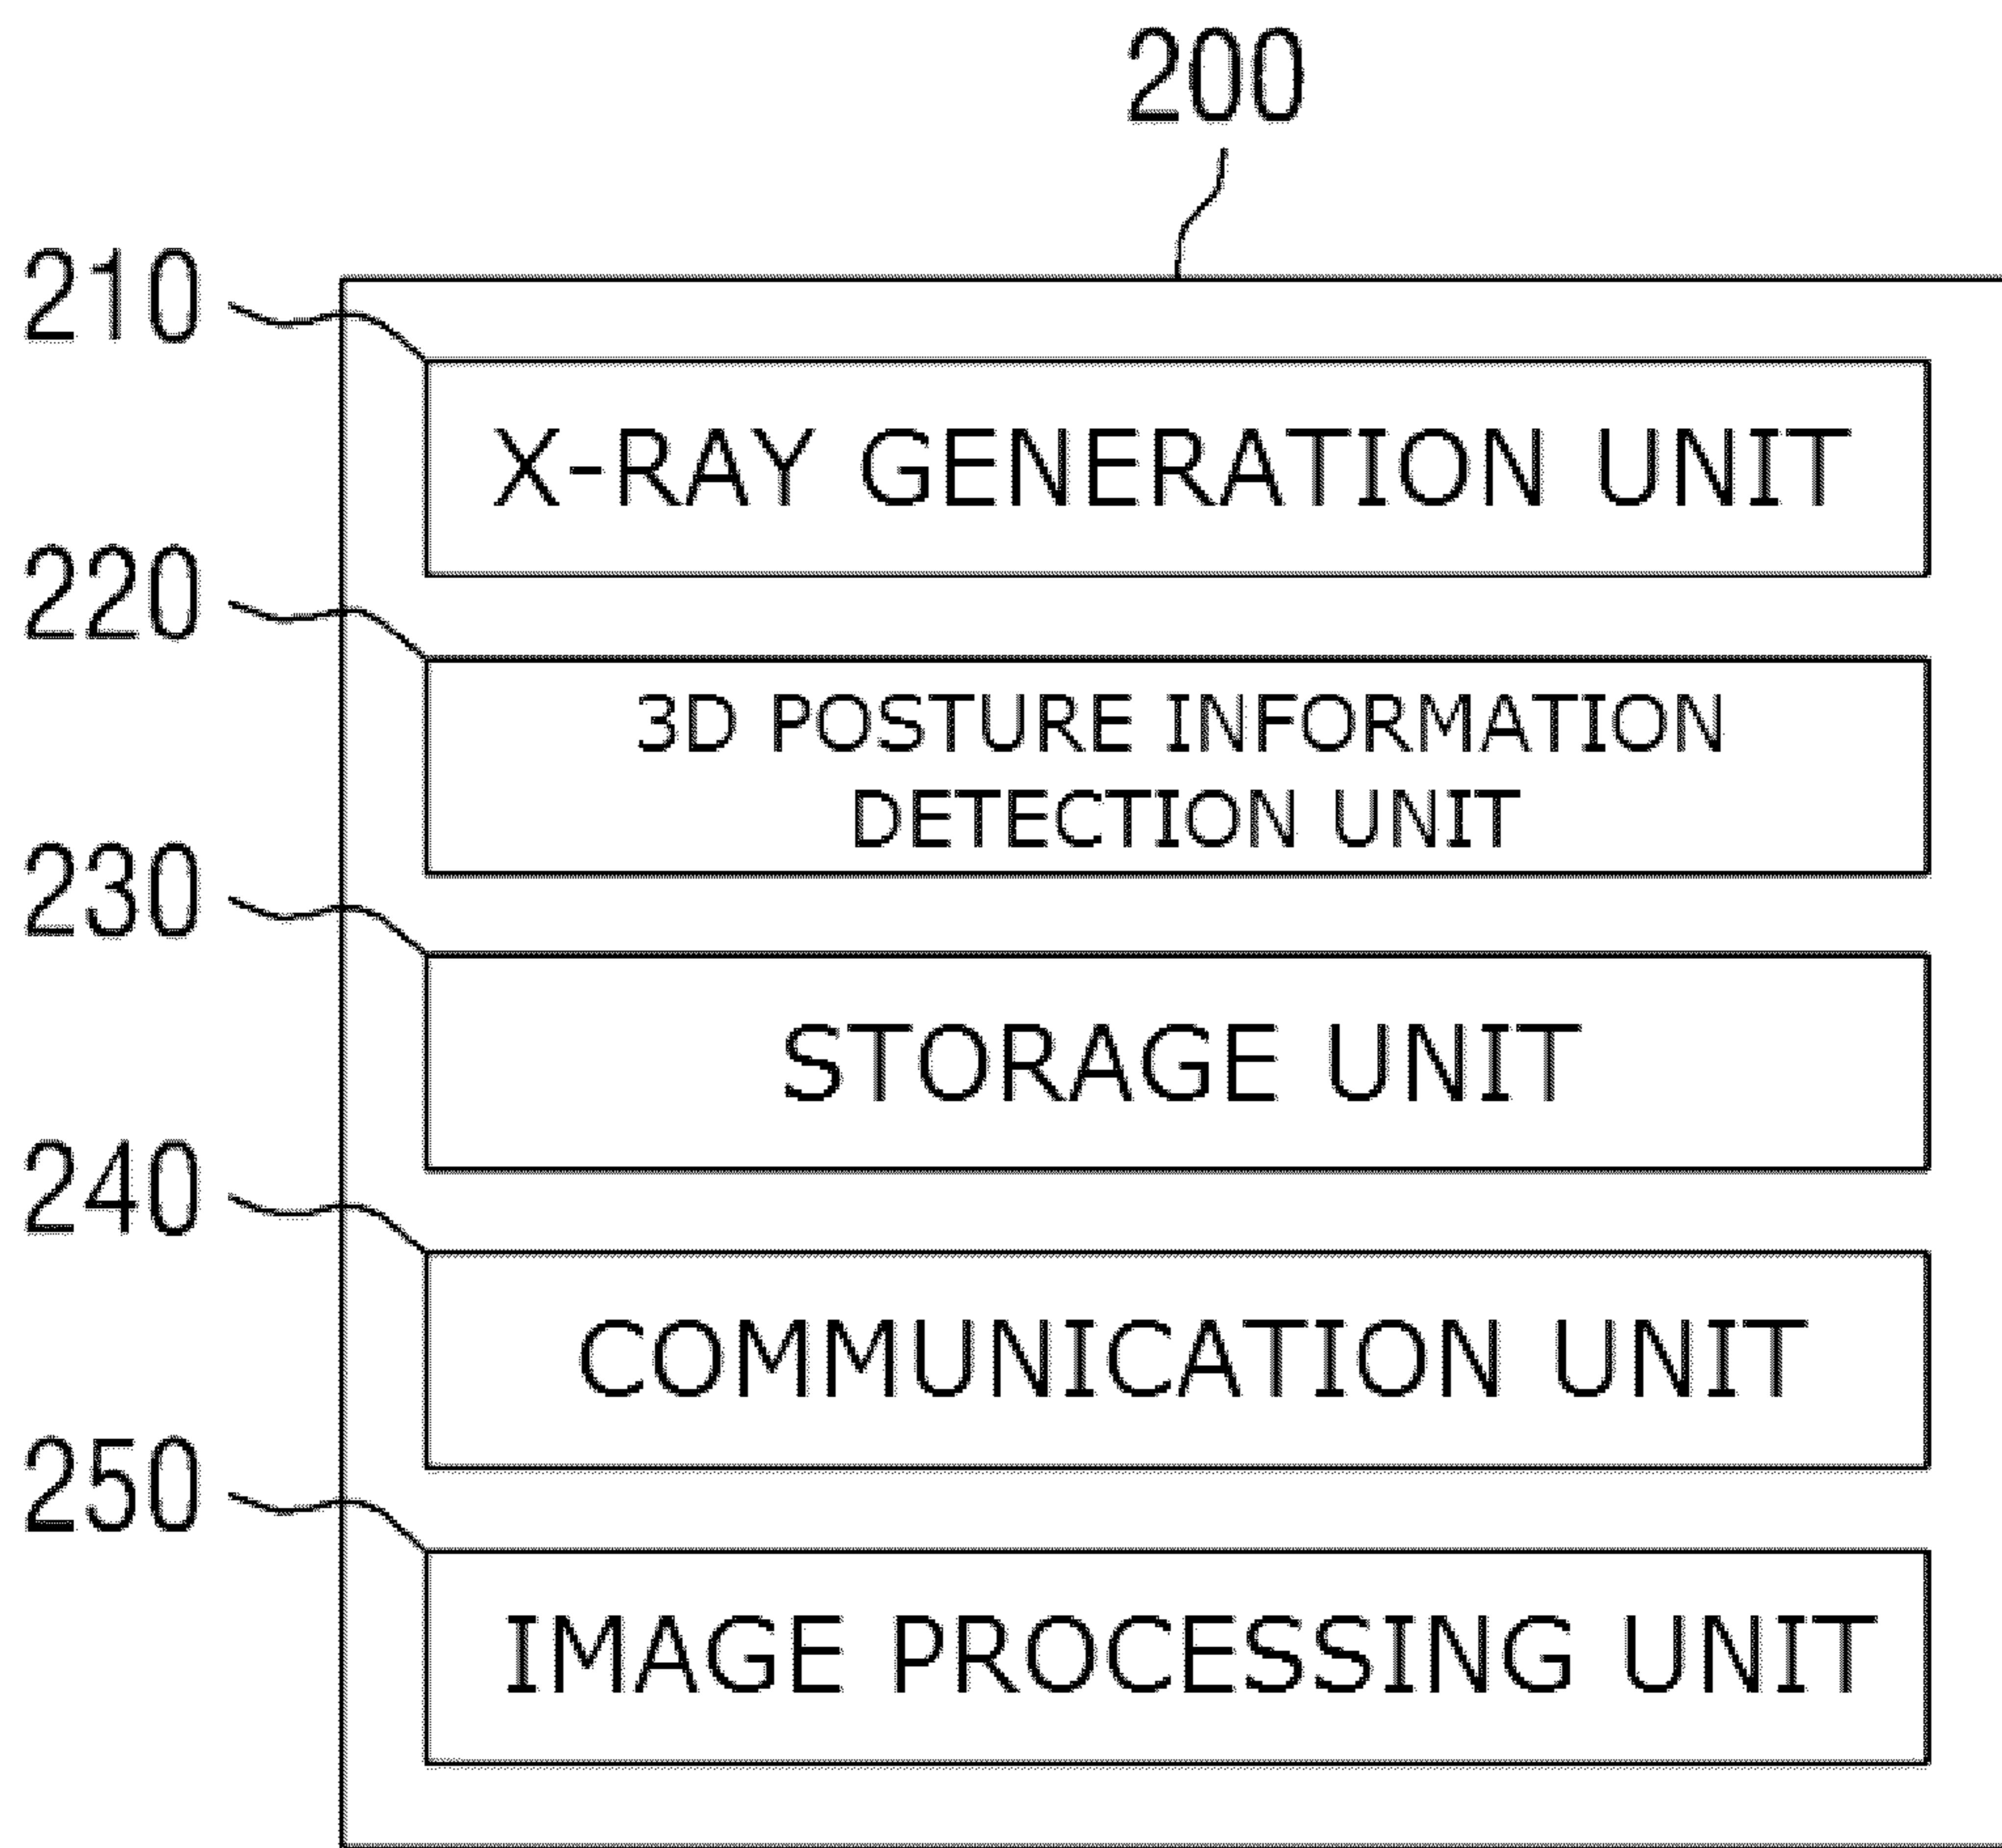 200
210
X-RAY GENERATION UNIT
220
3D POSTURE INFORMATION
DETECTION UNIT
230
STORAGE UNIT
240
COMMUNICATION UNIT
250
IMAGE PROCESSING UNIT